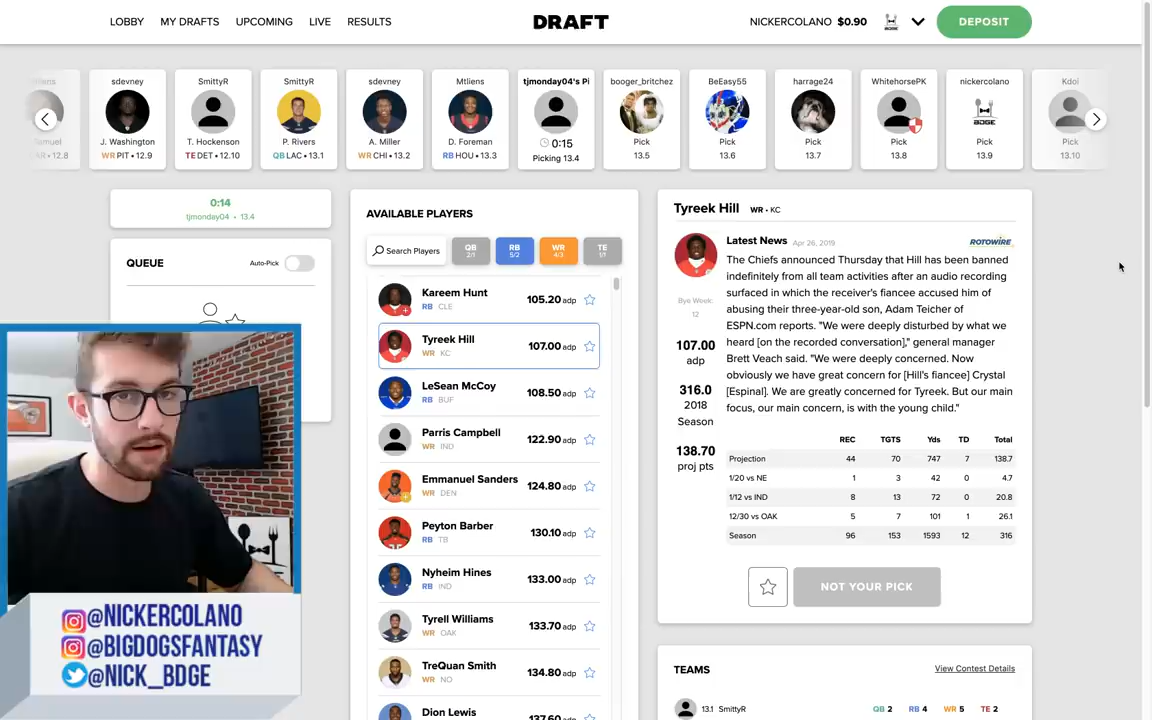 LOBBY MY DRAFTS UPCOMING LIVE RESULTS DRAFT NICKERCOLANO $0.90 DEPOSIT
sdevney SmittyR SmittyR sdevney Mtliens tjmonday04's Pi booger_britchez BeEasy55 harrage24 WhitehorsePK nickercolano Kdoi
J. Washington T. Hockenson P. Rivers A. Miller D. Foreman 0:15 Pick Pick Pick Pick Pick Pick
12.8 WR PIT • 12.9 TE DET • 12.10 QB LAC • 13.1 WR CHI • 13.2 RB HOU • 13.3 Picking 13.4 13.5 13.6 13.7 13.8 13.9 13.10
0:14
tjmonday04 • 13.4
QUEUE Auto-Pick
AVAILABLE PLAYERS
Search Players
QB 2/1 RB 5/2 WR 4/3 TE 1/1
Kareem Hunt 105.20 adp
RB CLE
Tyreek Hill 107.00 adp
WR KC
LeSean McCoy 108.50 adp
RB BUF
Parris Campbell 122.90 adp
WR IND
Emmanuel Sanders 124.80 adp
WR DEN
Peyton Barber 130.10 adp
RB TB
Nyheim Hines 133.00 adp
RB IND
Tyrell Williams 133.70 adp
WR OAK
TreQuan Smith 134.80 adp
WR NO
Dion Lewis 137.60 adp
Tyreek Hill WR • KC
Latest News Apr 26, 2019 ROTOWIRE
The Chiefs announced Thursday that Hill has been banned
indefinitely from all team activities after an audio recording
surfaced in which the receiver's fiancee accused him of
abusing their three-year-old son, Adam Teicher of
ESPN.com reports. "We were deeply disturbed by what we
heard [on the recorded conversation]," general manager
Brett Veach said. "We were deeply concerned. Now
obviously we have great concern for [Hill's fiancee] Crystal
[Espinal]. We are greatly concerned for Tyreek. But our main
focus, our main concern, is with the young child."
Bye Week:
12
107.00
adp
316.0
2018
Season
138.70
proj pts
REC TGTS Yds TD Total
Projection 44 70 747 7 138.7
1/20 vs NE 1 3 42 0 4.7
1/12 vs IND 8 13 72 0 20.8
12/30 vs OAK 5 7 101 1 26.1
Season 96 153 1593 12 316
NOT YOUR PICK
TEAMS View Contest Details
13.1 SmittyR QB 2 RB 4 WR 5 TE 2
@NICKERCOLANO
@BIGDOGSFANTASY
@NICK_BDGE